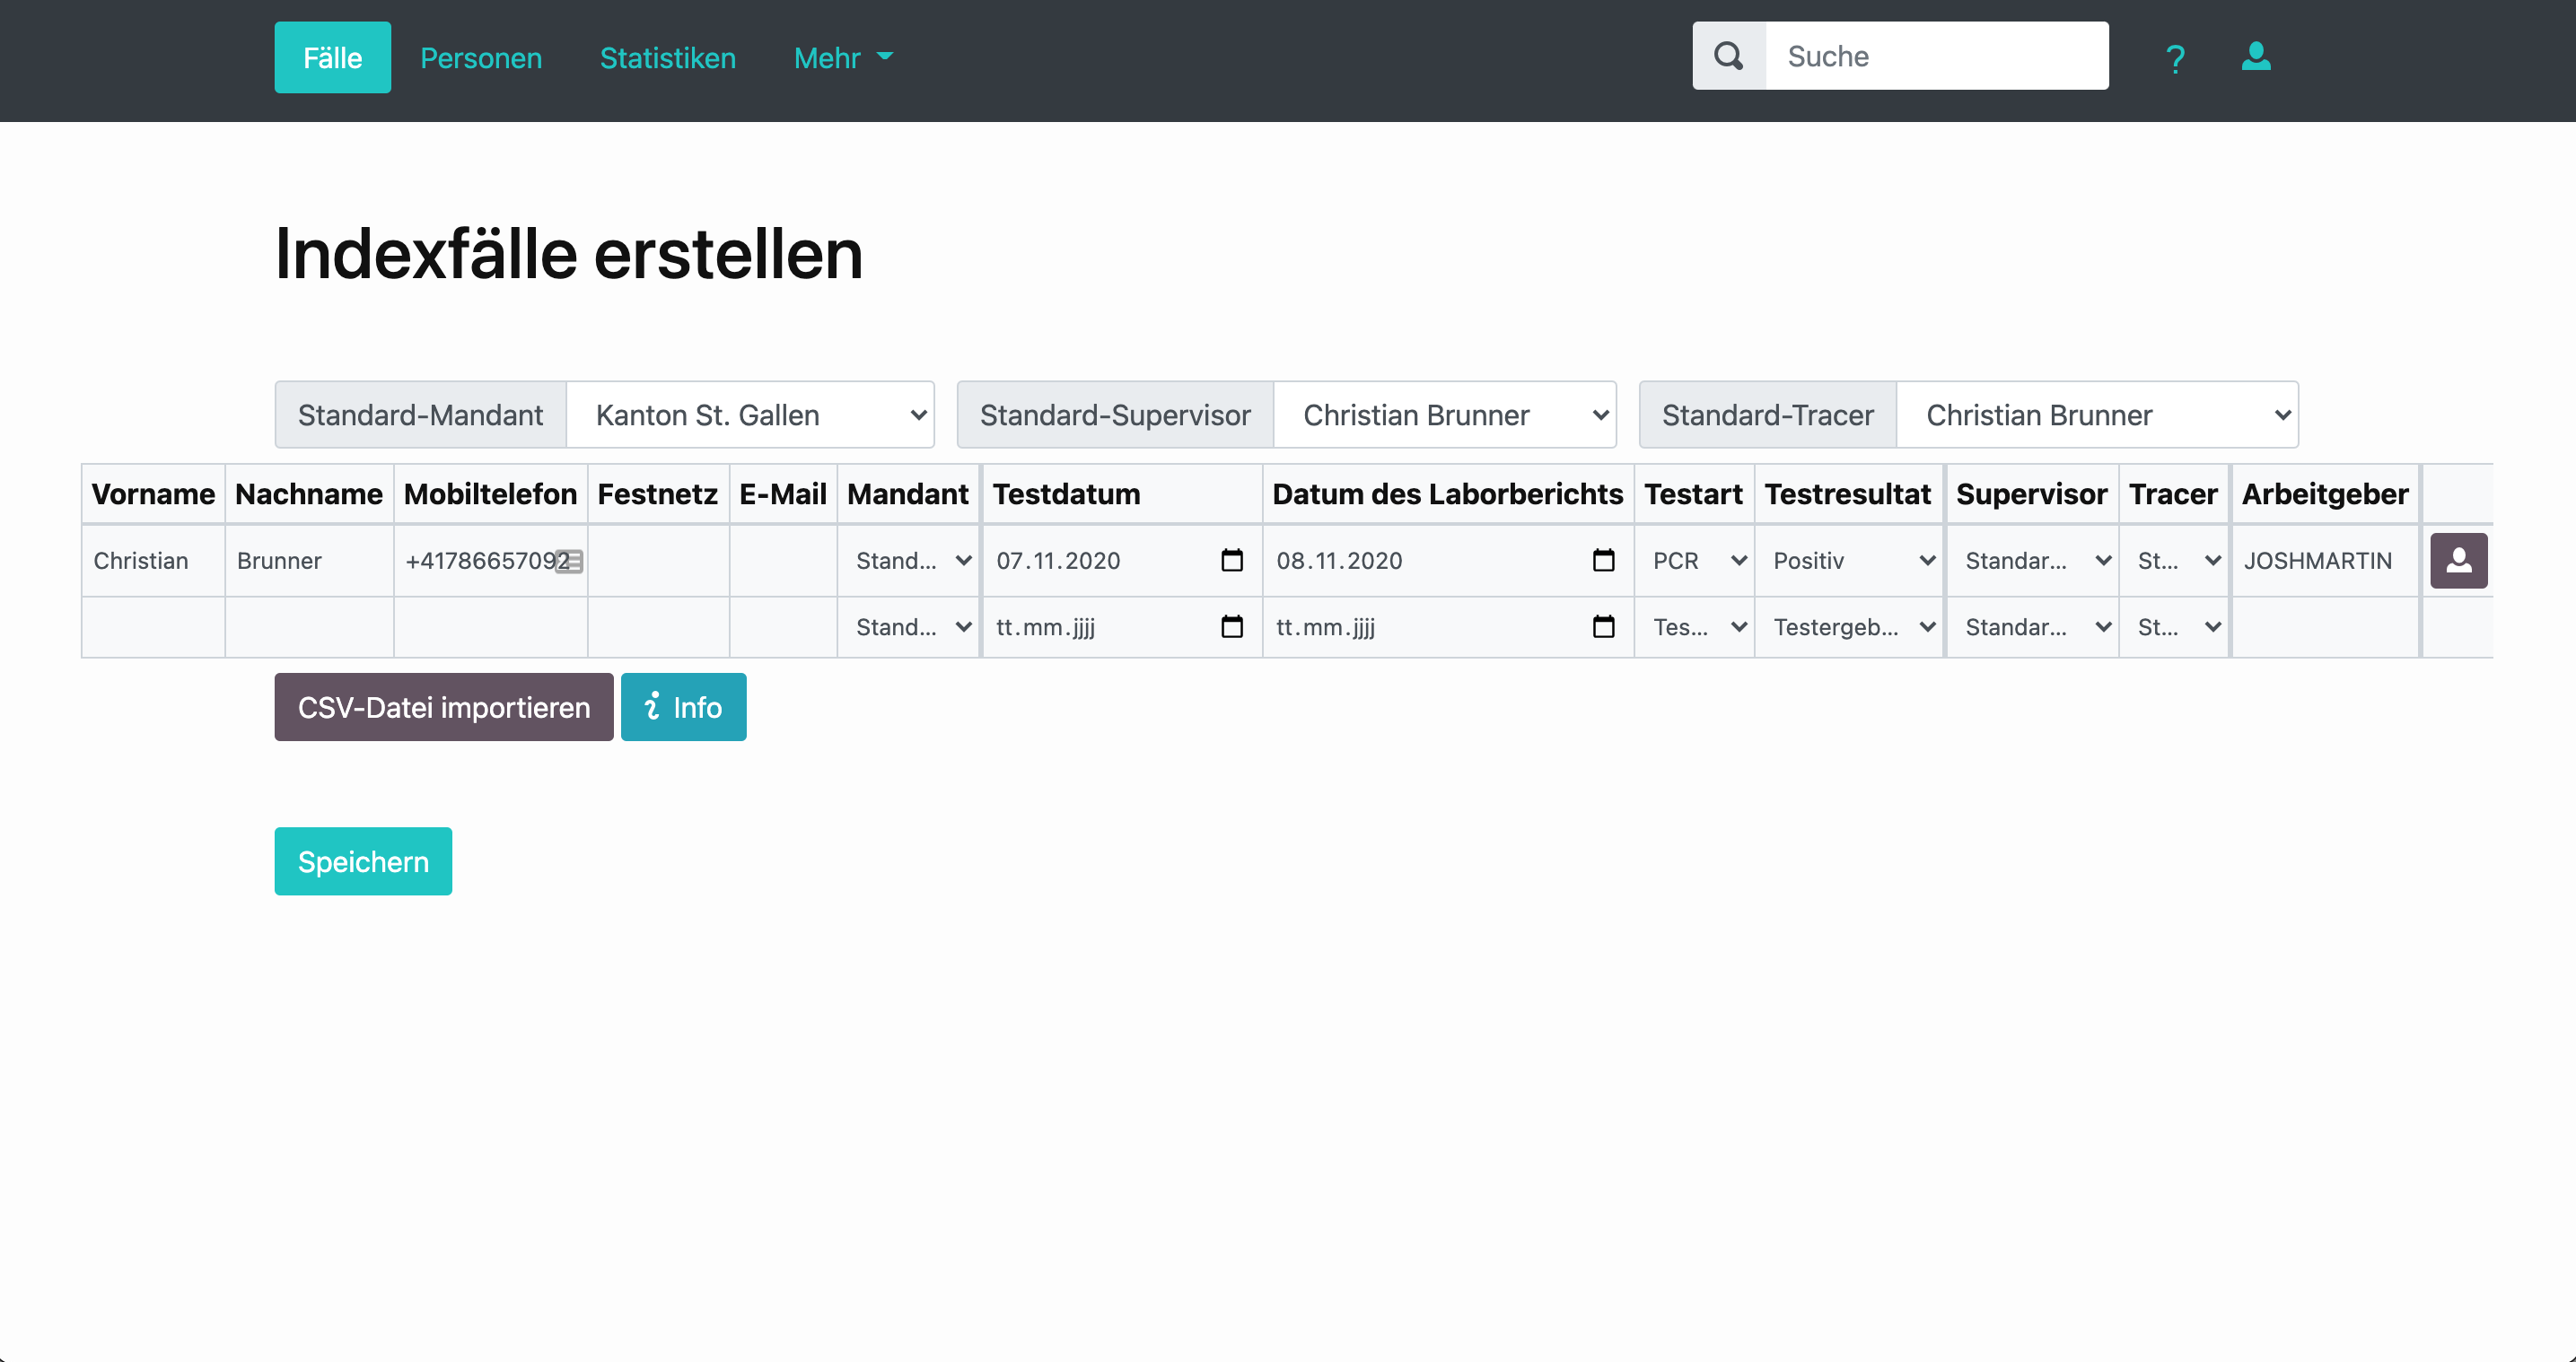 Fälle Personen Statistiken Mehr Suche ?
Indexfälle erstellen
Standard-Mandant Kanton St. Gallen Standard-Supervisor Christian Brunner Standard-Tracer Christian Brunner
Vorname Nachname Mobiltelefon Festnetz E-Mail Mandant Testdatum Datum des Laborberichts Testart Testresultat Supervisor Tracer Arbeitgeber
Christian Brunner +41786657092 Stand... 07.11.2020 08.11.2020 PCR Positiv Standar... St... JOSHMARTIN
Stand... tt.mm.jjjj tt.mm.jjjj Tes... Testergeb... Standar... St...
CSV-Datei importieren i Info
Speichern